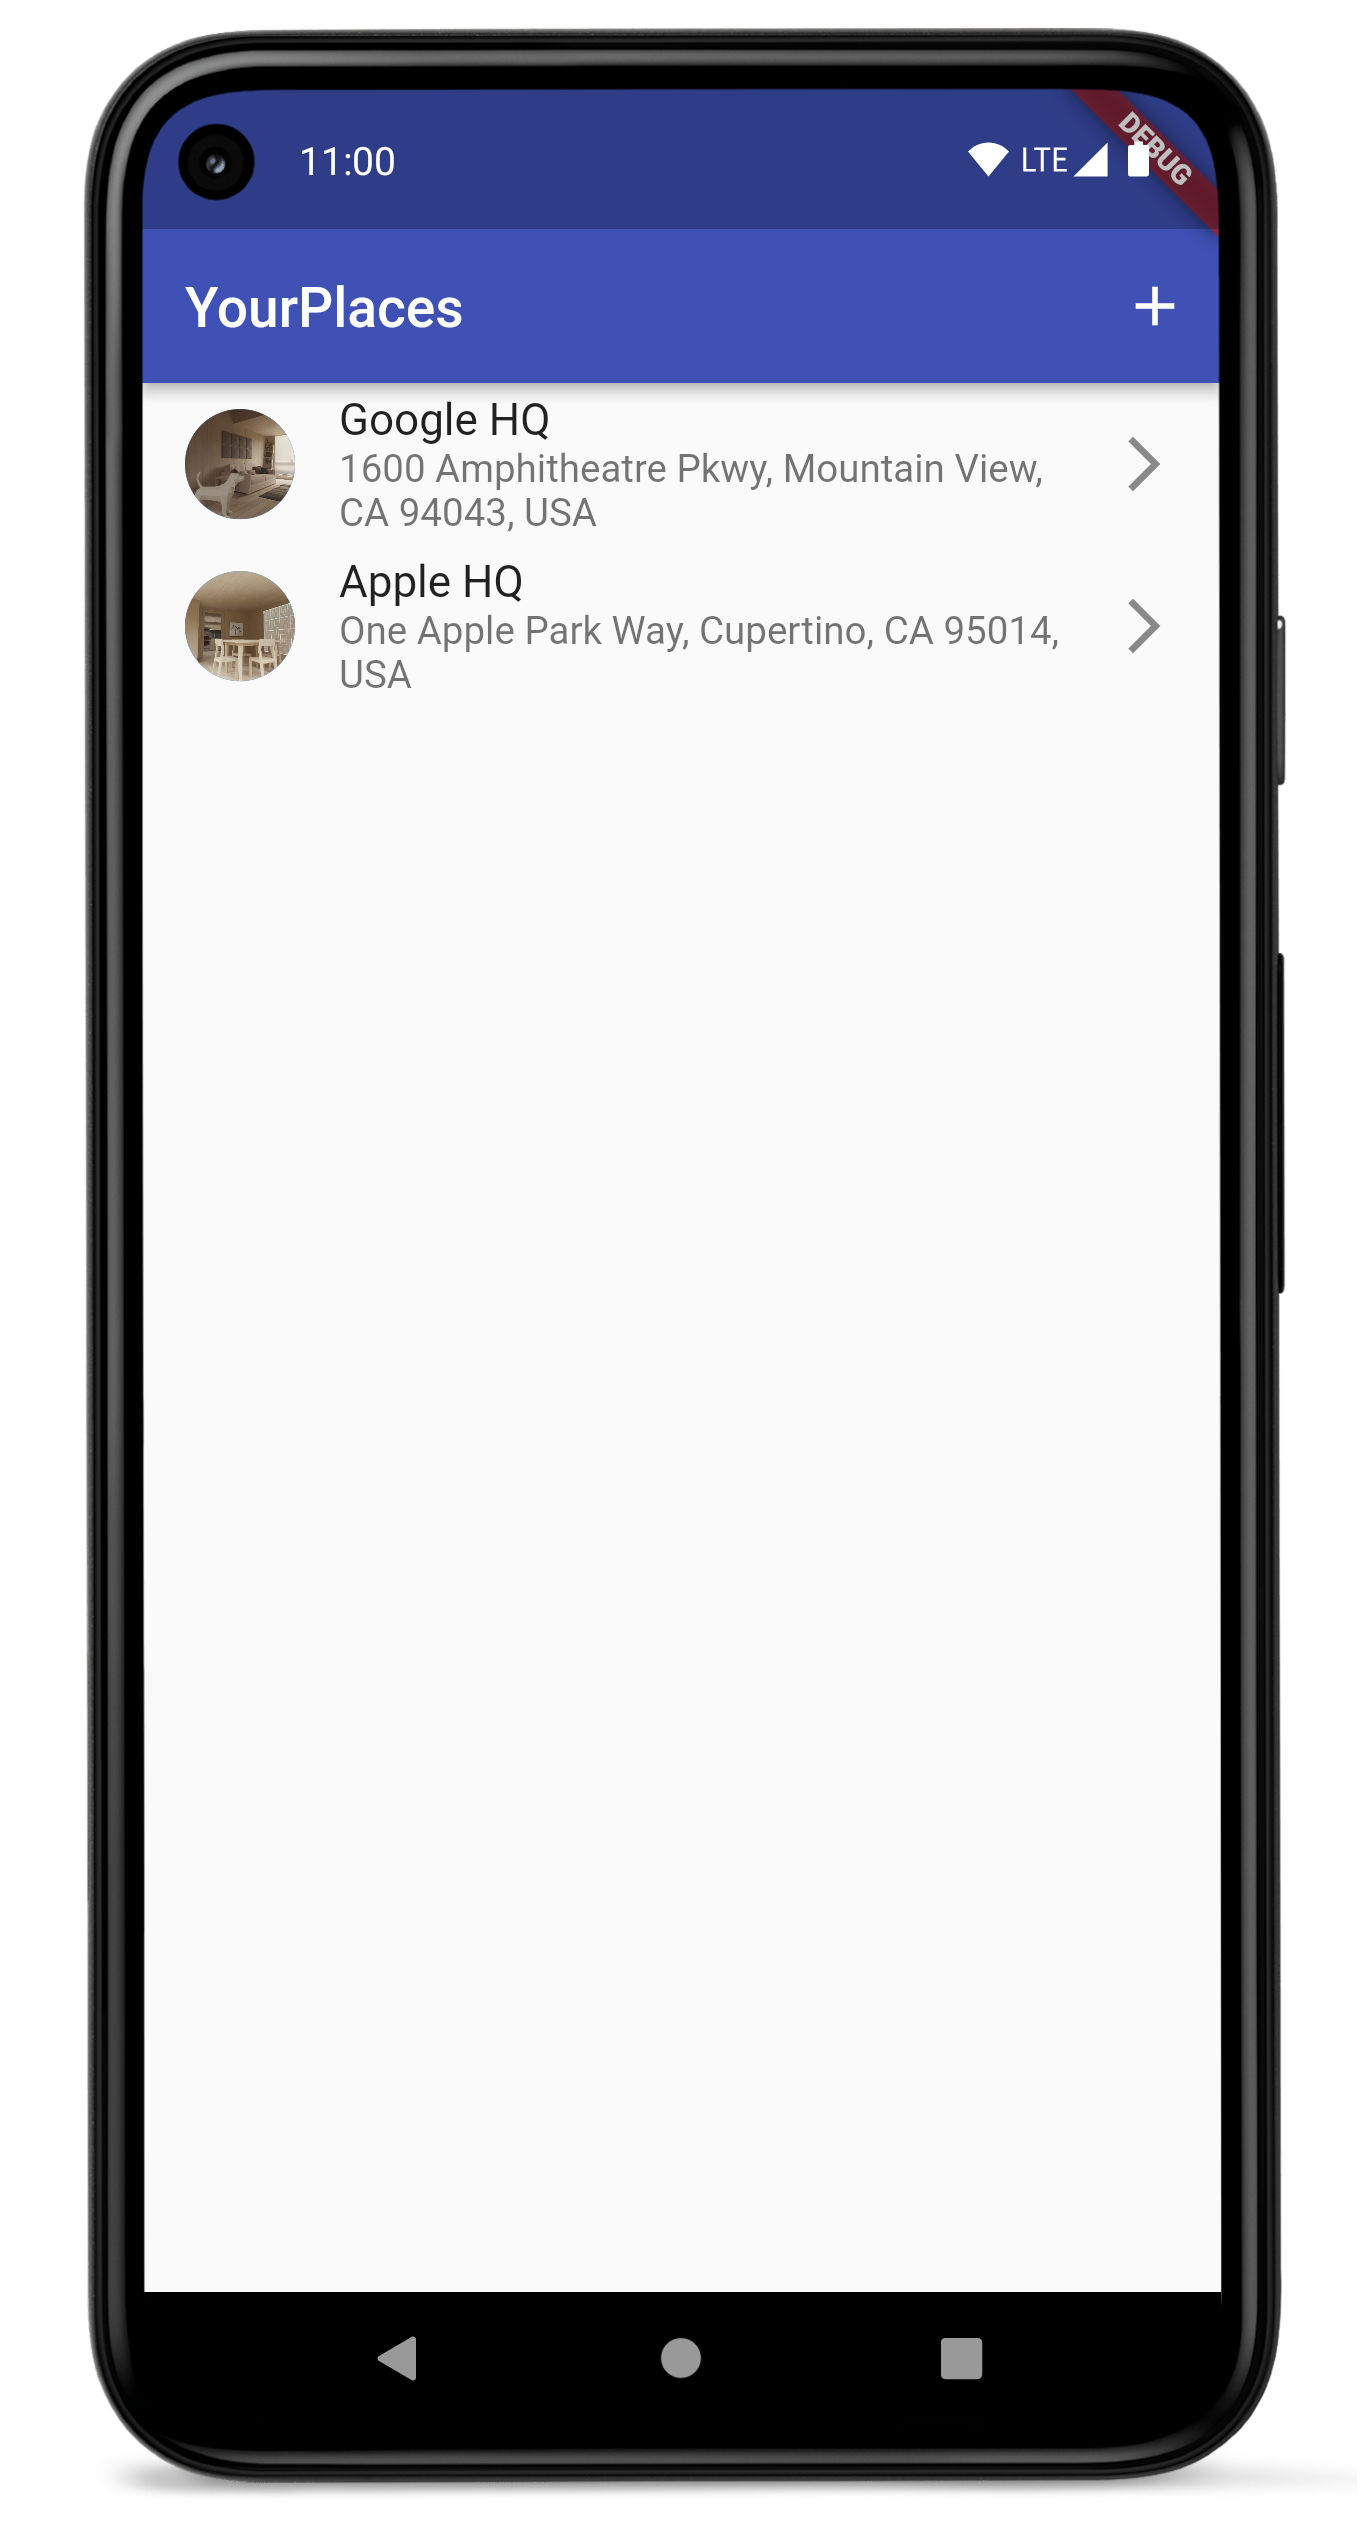 11:00
LTE
DEBUG
YourPlaces
Google HQ
1600 Amphitheatre Pkwy, Mountain View,
CA 94043, USA
Apple HQ
One Apple Park Way, Cupertino, CA 95014,
USA